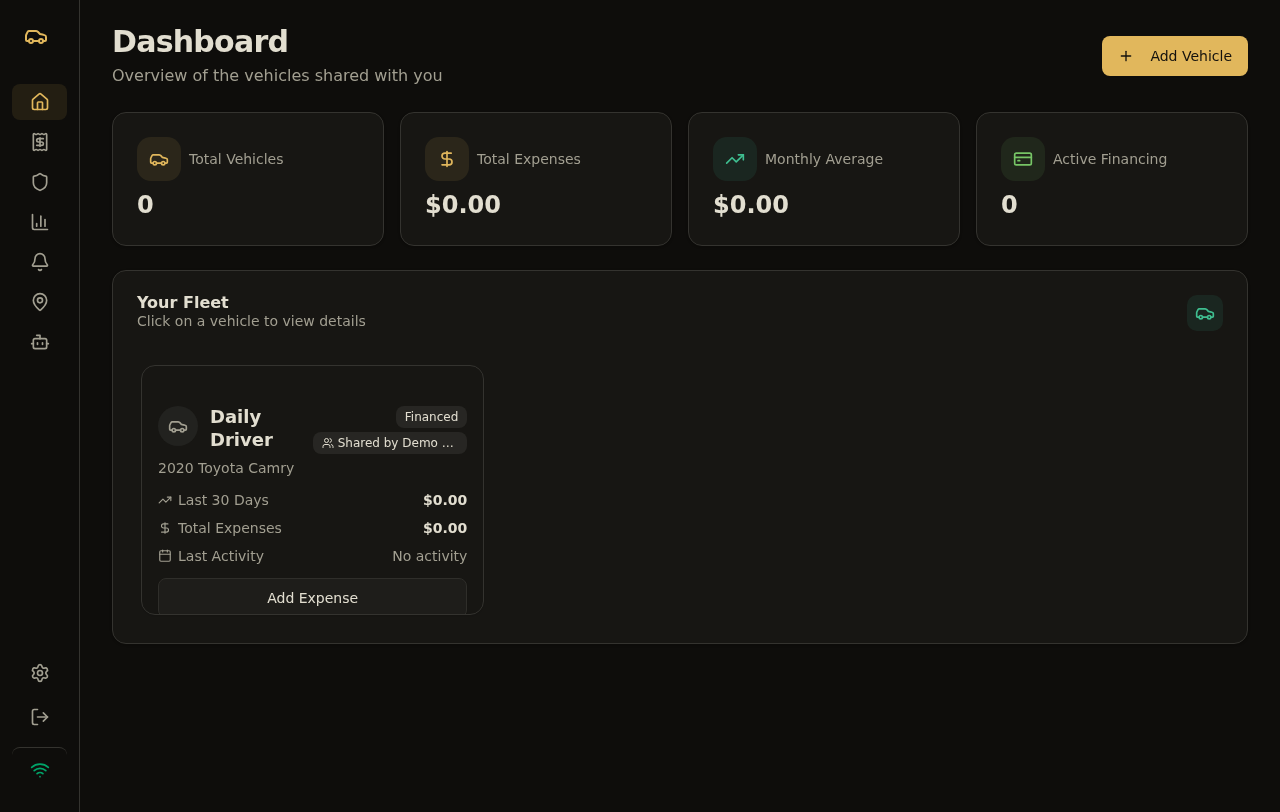 Dashboard
Overview of the vehicles shared with you
Add Vehicle
Total Vehicles
0
Total Expenses
$0.00
Monthly Average
$0.00
Active Financing
0
Your Fleet
Click on a vehicle to view details
Daily
Driver
Financed
Shared by Demo ...
2020 Toyota Camry
Last 30 Days $0.00
Total Expenses $0.00
Last Activity No activity
Add Expense